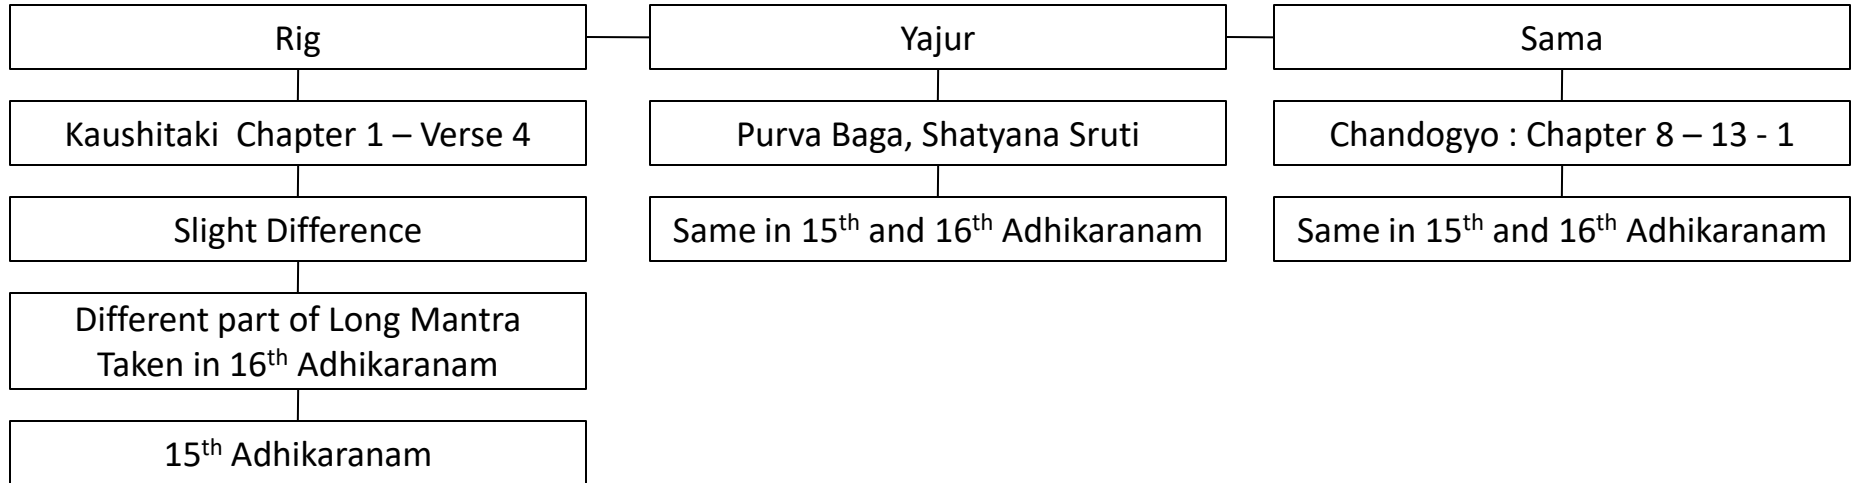 Rig
Yajur
Sama
Kaushitaki  Chapter 1 – Verse 4
Purva Baga, Shatyana Sruti
Chandogyo : Chapter 8 – 13 - 1
Slight Difference
Same in 15th and 16th Adhikaranam
Same in 15th and 16th Adhikaranam
Different part of Long Mantra
Taken in 16th Adhikaranam
15th Adhikaranam